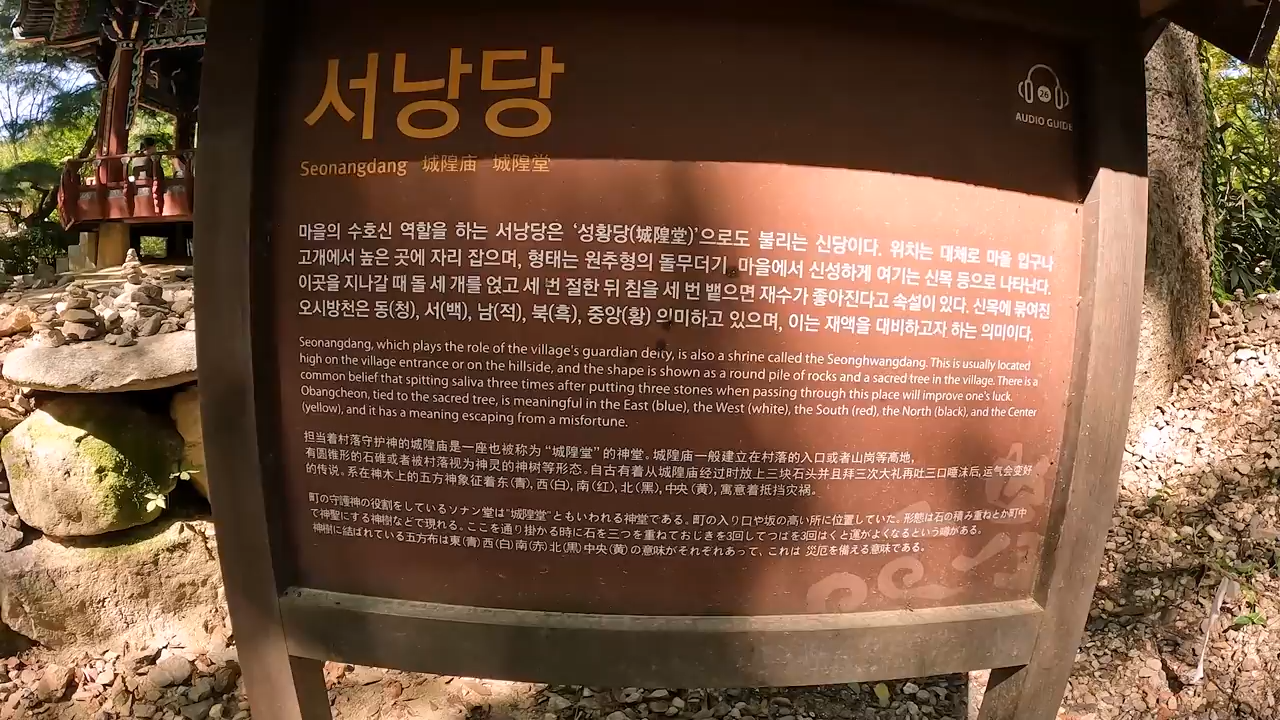 서낭당
26
AUDIO GUIDE
Seonangdang 城隍庙 城隍堂
마을의 수호신 역할을 하는 서낭당은 ‘성황당(城隍堂)’으로도 불리는 신당이다. 위치는 대체로 마을 입구나
고개에서 높은 곳에 자리 잡으며, 형태는 원추형의 돌무더기, 마을에서 신성하게 여기는 신목 등으로 나타난다.
이곳을 지나갈 때 돌 세 개를 얹고 세 번 절한 뒤 침을 세 번 뱉으면 재수가 좋아진다고 속설이 있다. 신목에 묶여진
오시방천은 동(청), 서(백), 남(적), 북(흑), 중앙(황) 의미하고 있으며, 이는 재액을 대비하고자 하는 의미이다.
Seonangdang, which plays the role of the village's guardian deity, is also a shrine called the Seonghwangdang. This is usually located
high on the village entrance or on the hillside, and the shape is shown as a round pile of rocks and a sacred tree in the village. There is a
common belief that spitting saliva three times after putting three stones when passing through this place will improve one's luck.
Obangcheon, tied to the sacred tree, is meaningful in the East (blue), the West (white), the South (red), the North (black), and the Center
(yellow), and it has a meaning escaping from a misfortune.
担当着村落守护神的城隍庙是一座也被称为“城隍堂”的神堂。城隍庙一般建立在村落的入口或者山岗等高地,
有圆锥形的石碓或者被村落视为神灵的神树等形态。自古有着从城隍庙经过时放上三块石头并且拜三次大礼再吐三口唾沫后,运气会变好
的传说。系在神木上的五方神象征着东(青), 西(白), 南(红), 北(黑), 中央(黄), 寓意着抵挡灾祸。
町の守護神の役割をしているソナン堂は“城隍堂”ともいわれる神堂である。町の入り口や坂の高い所に位置していた。形態は石の積み重ねとか町中
で神聖にする神樹などで現れる。ここを通り掛かる時に石を三つを重ねておじきを3回してつばを3回はくと運がよくなるという噂がある。
神樹に結ばれている五方布は東(青)西(白)南(赤)北(黒)中央(黄)の意味がそれぞれあって、これは 災厄を備える意味である。